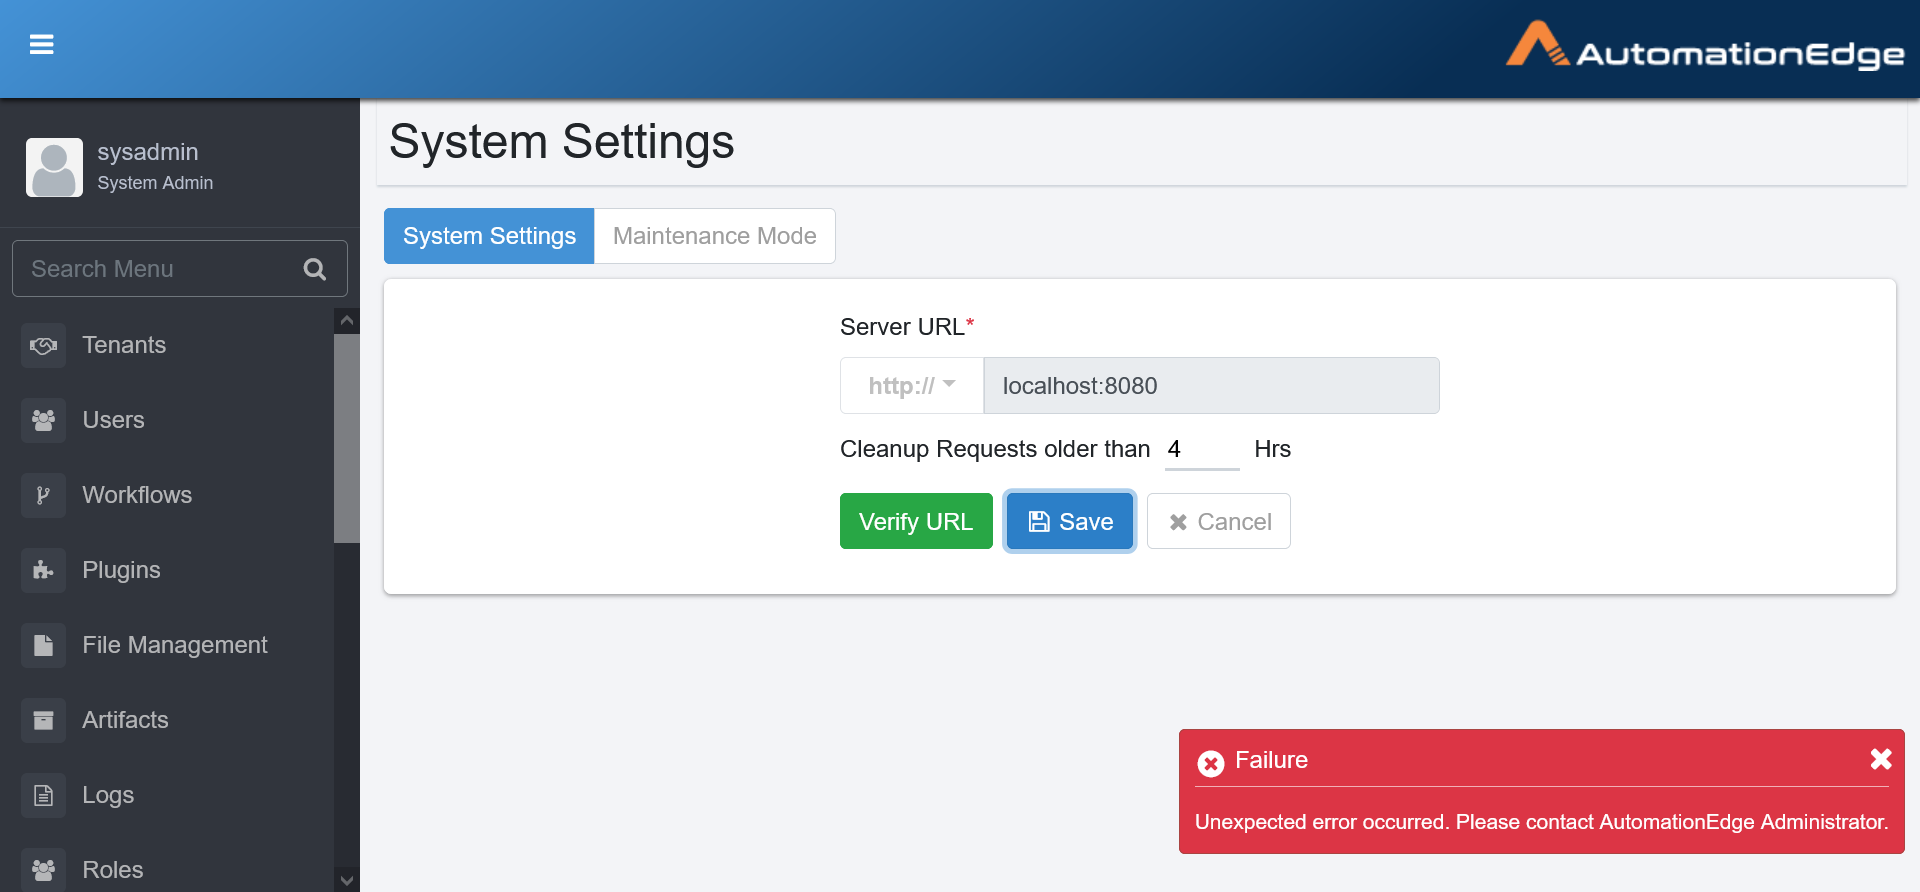 AutomationEdge
sysadmin
System Admin
Search Menu
Tenants
Users
Workflows
Plugins
File Management
Artifacts
Logs
Roles
System Settings
System Settings
Maintenance Mode
Server URL*
http://
localhost:8080
Cleanup Requests older than 4 Hrs
Verify URL
Save
Cancel
Failure
Unexpected error occurred. Please contact AutomationEdge Administrator.